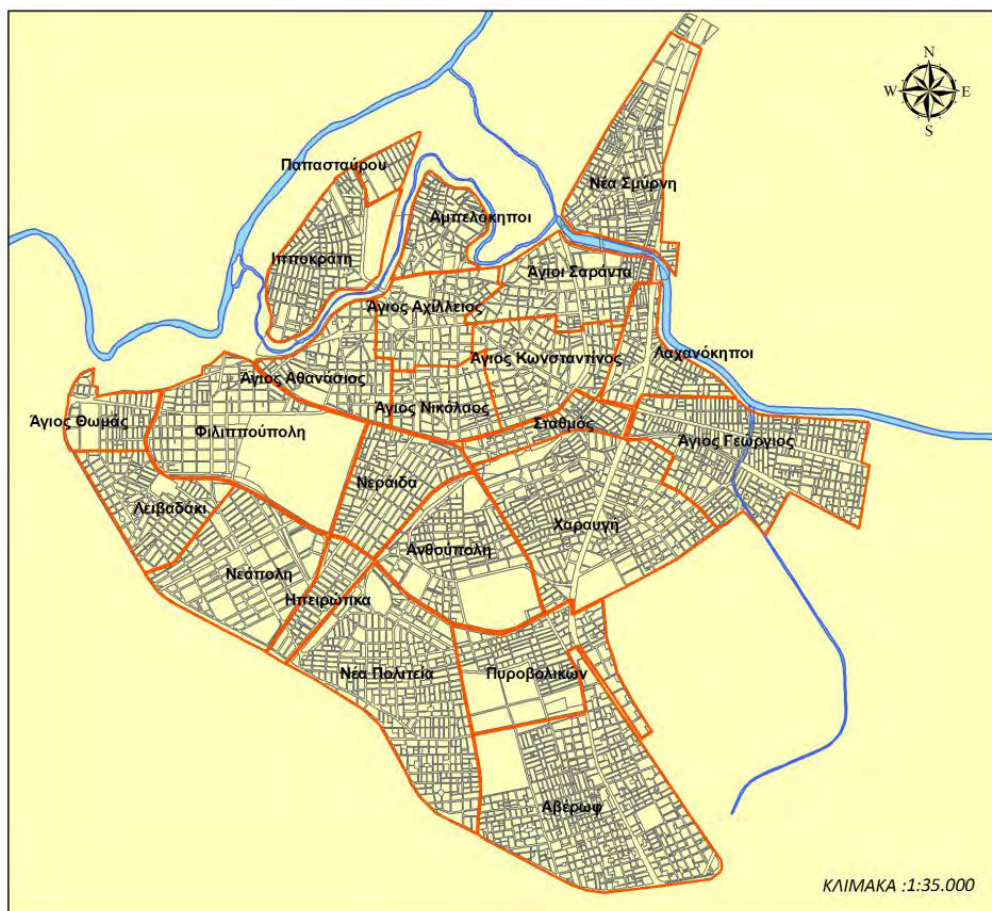 N
W E
S
Παπασταύρου
Νέα Σμύρνη
Αμπελόκηποι
Ιπποκράτη
Άγιοι Σαράντα
Άγιος Αχίλλειος
Λαχανόκηποι
Άγιος Κωνσταντίνος
Άγιος Αθανάσιος
Άγιος Νικόλαος
Άγιος Θωμάς
Φιλιππούπολη
Σταθμός
Άγιος Γεώργιος
Νεράιδα
Λειβαδάκι
Χαραυγή
Ανθούπολη
Νεάπολη
Ηπειρώτικα
Νέα Πολιτεία
Πυροβολικών
Αβέρωφ
ΚΛΙΜΑΚΑ :1:35.000